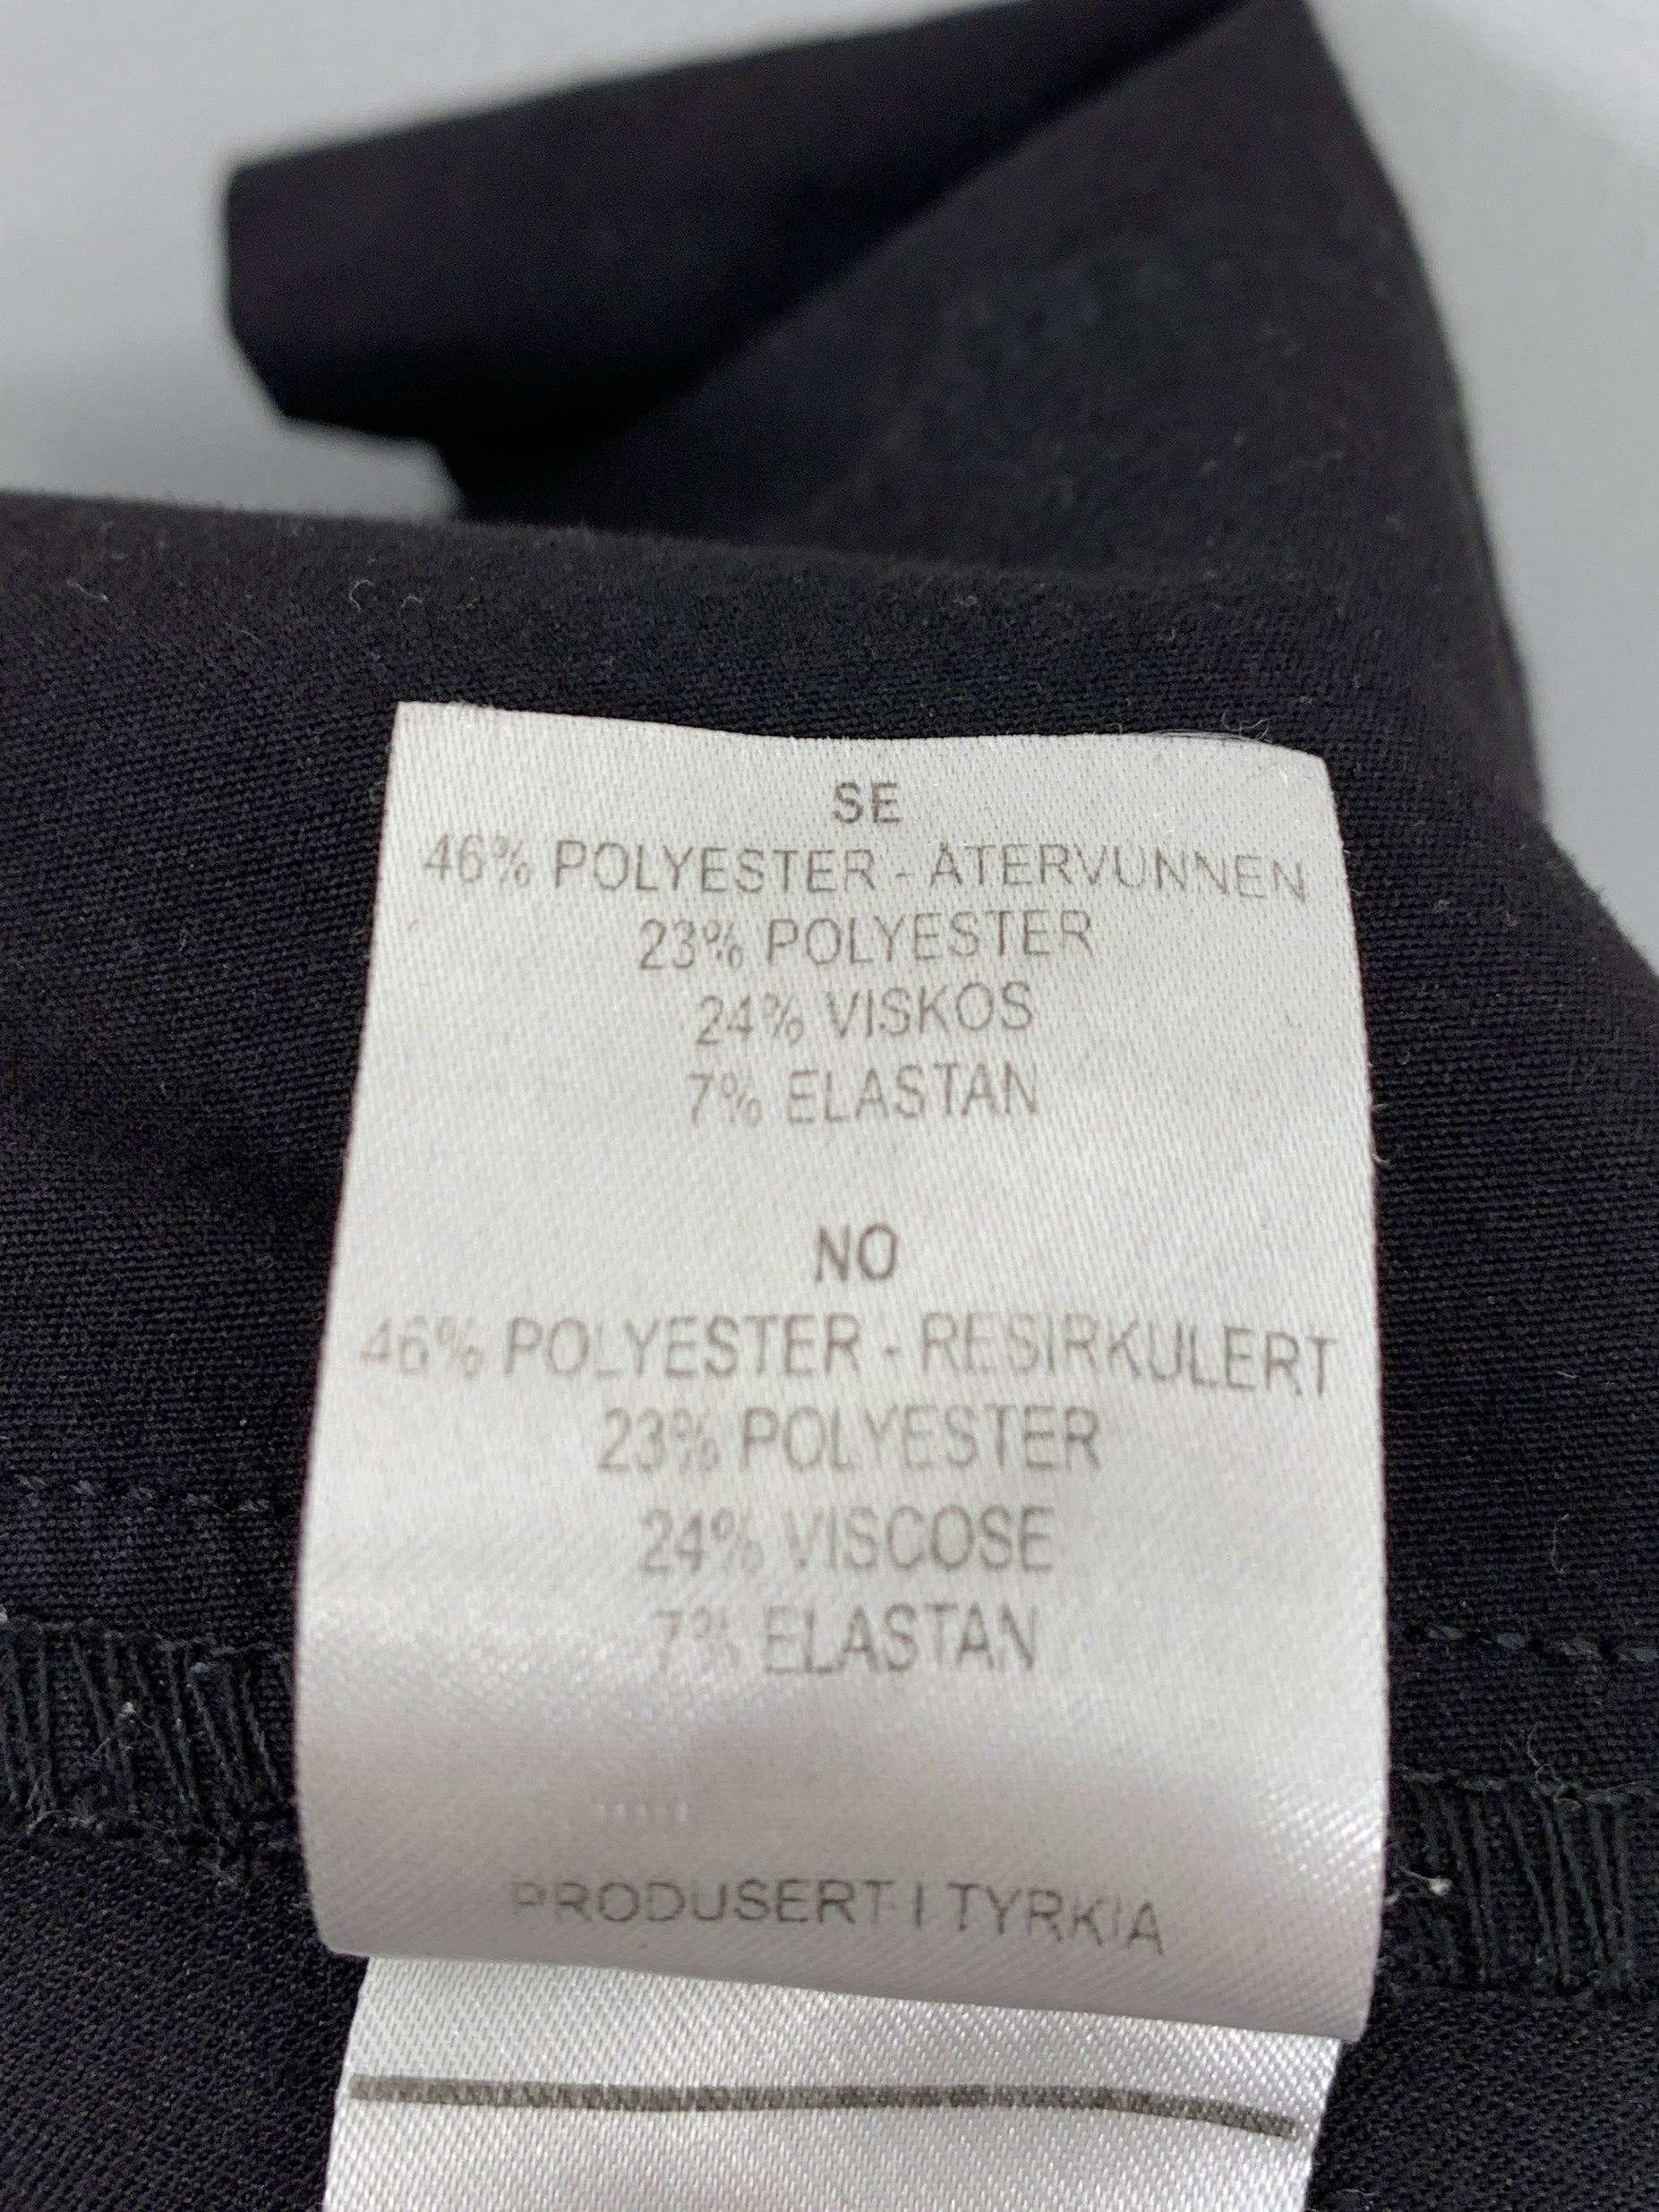 SE
46% POLYESTER - ÅTERVUNNEN
23% POLYESTER
24% VISKOS
7% ELASTAN
NO
46% POLYESTER - RESIRKULERT
23% POLYESTER
24% VISCOSE
7% ELASTAN
PRODUSERT I TYRKIA